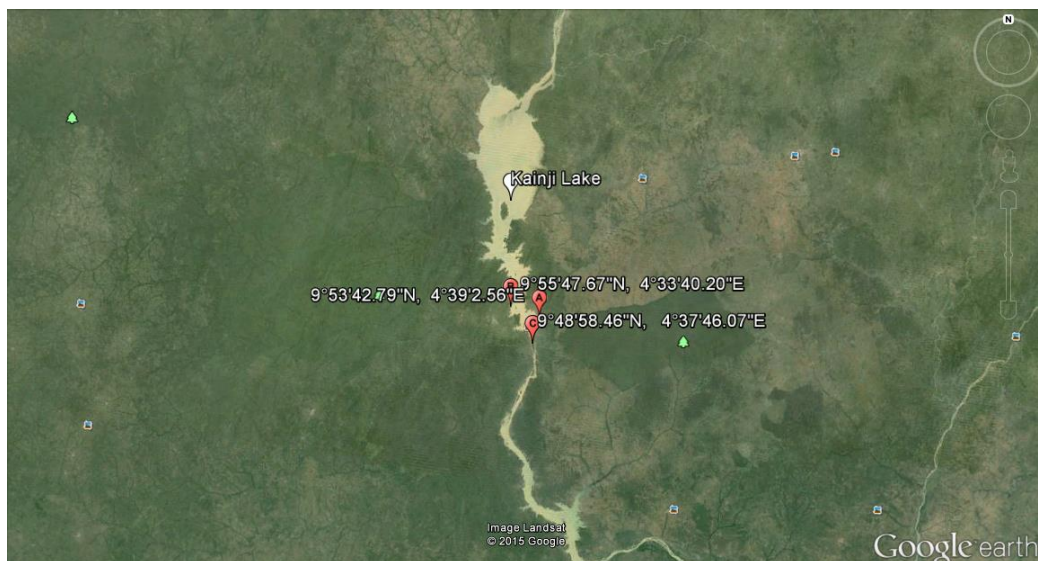 N
Kainji Lake
9°55'47.67"N, 4°33'40.20"E
9°53'42.79"N, 4°39'2.56"E
B
A
C
9°48'58.46"N, 4°37'46.07"E
Image Landsat
© 2015 Google
Google earth